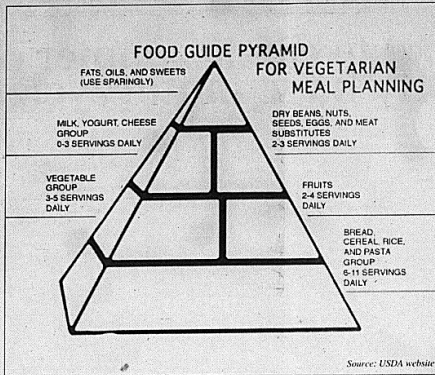 FOOD GUIDE PYRAMID
FOR VEGETARIAN
MEAL PLANNING
FATS, OILS, AND SWEETS
(USE SPARINGLY)
MILK, YOGURT, CHEESE
GROUP
0-3 SERVINGS DAILY
DRY BEANS, NUTS,
SEEDS, EGGS, AND MEAT
SUBSTITUTES
2-3 SERVINGS DAILY
VEGETABLE
GROUP
3-5 SERVINGS
DAILY
FRUITS
2-4 SERVINGS
DAILY
BREAD,
CEREAL, RICE,
AND PASTA
GROUP
6-11 SERVINGS
DAILY
Source: USDA website